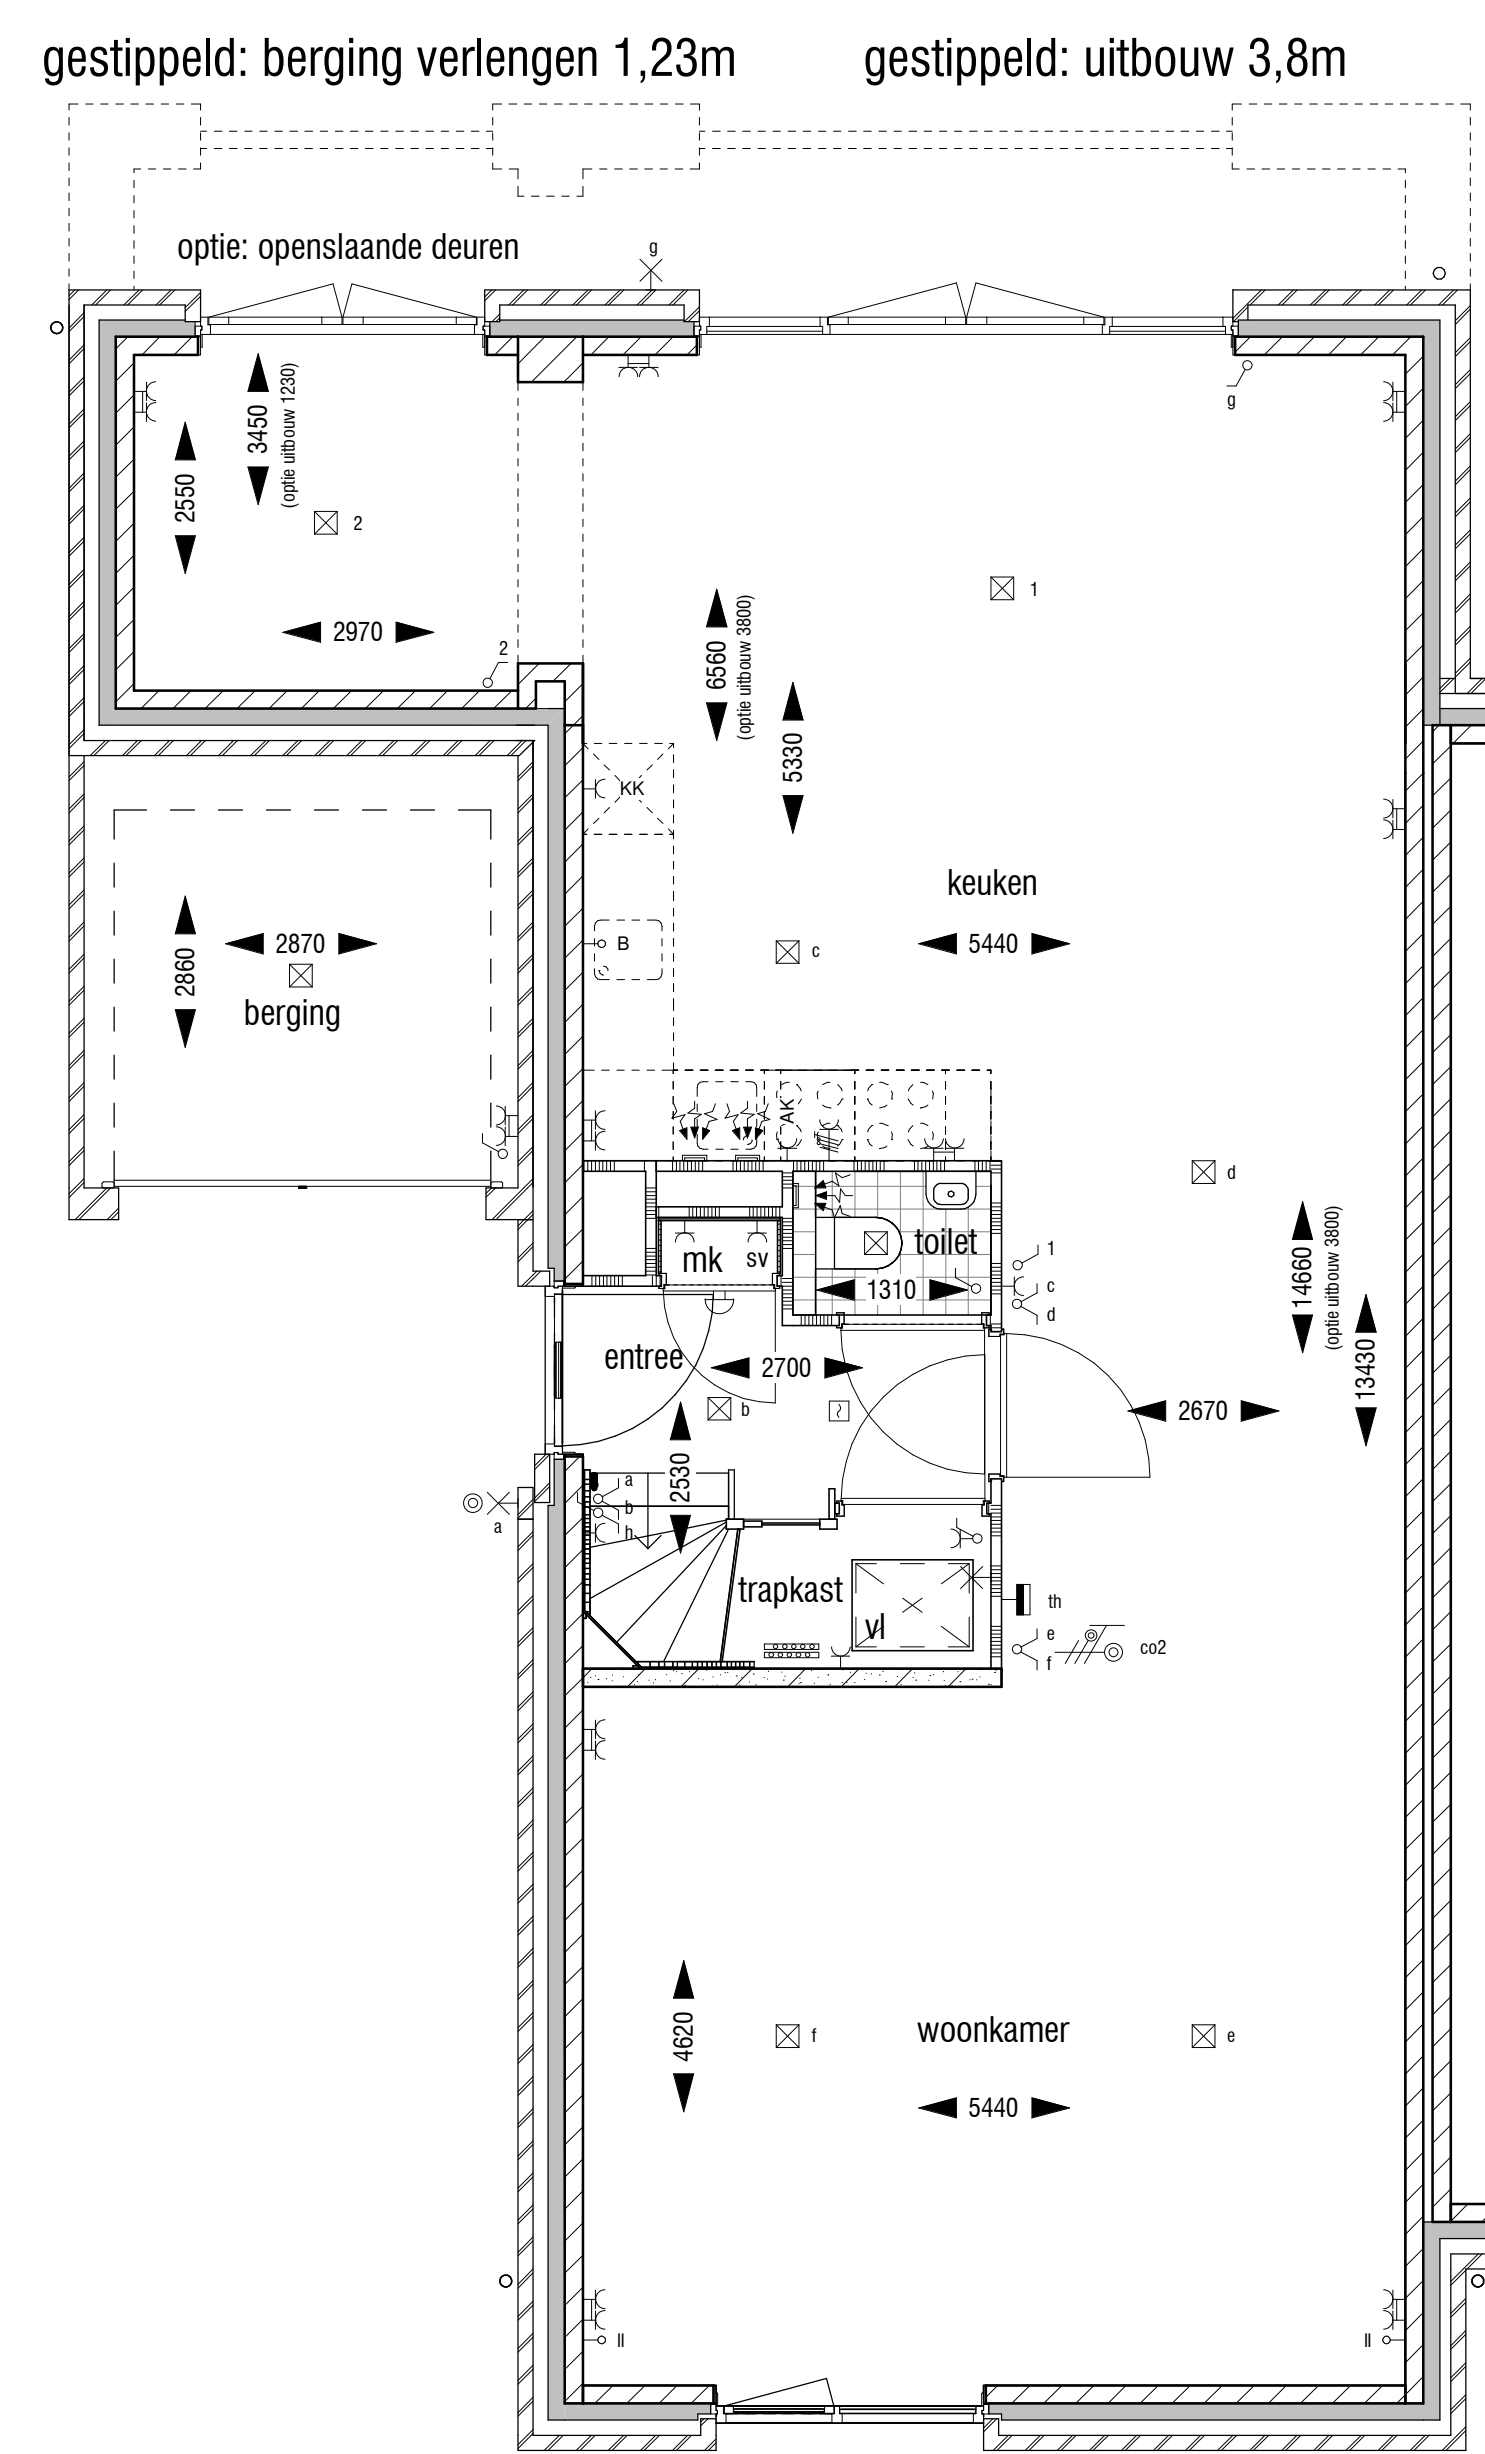 gestippeld: berging verlengen 1,23m
gestippeld: uitbouw 3,8m
optie: openslaande deuren
g
3450
(optie uitbouw 1230)
2550
g
2
1
2970
2
6560
(optie uitbouw 3800)
5330
KK
keuken
B
c
5440
2860
2870
berging
AK
d
mk
sv
toilet
1310
1
c
d
14660
(optie uitbouw 3800)
13430
entree
2700
b
2670
2530
a
b
h
a
trapkast
vl
th
e
f
co2
4620
f
woonkamer
e
5440
II
II